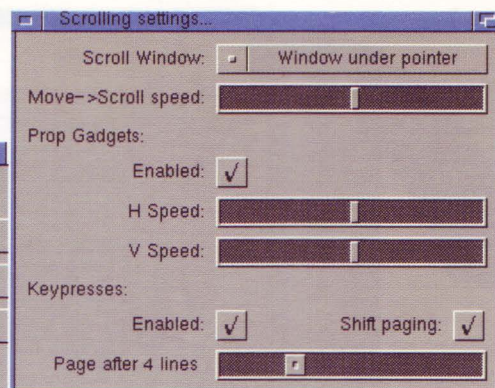 Scrolling settings...
Scroll Window: Window under pointer
Move->Scroll speed:
Prop Gadgets:
Enabled:
H Speed:
V Speed:
Keypresses:
Enabled: Shift paging:
Page after 4 lines